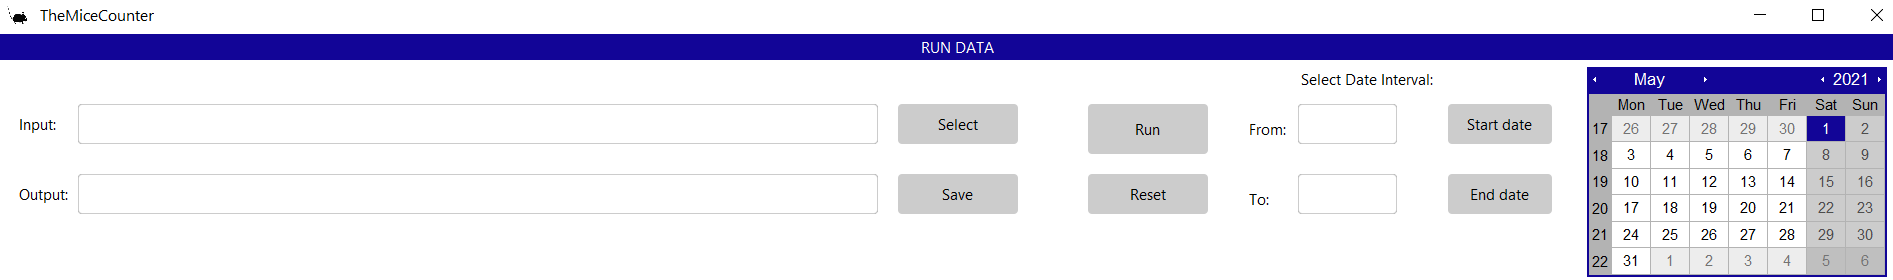 TheMiceCounter
RUN DATA
Select Date Interval:
Input:
Select
Run
From:
Start date
Output:
Save
Reset
To:
End date
May 2021
Mon Tue Wed Thu Fri Sat Sun
17 26 27 28 29 30 1 2
18 3 4 5 6 7 8 9
19 10 11 12 13 14 15 16
20 17 18 19 20 21 22 23
21 24 25 26 27 28 29 30
22 31 1 2 3 4 5 6